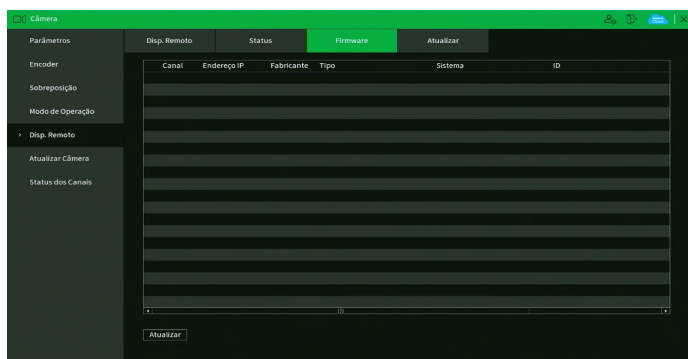 Câmera
Parâmetros
Disp. Remoto Status Firmware Atualizar
Encoder
Canal Endereço IP Fabricante Tipo Sistema ID
Sobreposição
Modo de Operação
Disp. Remoto
Atualizar Câmera
Status dos Canais
Atualizar